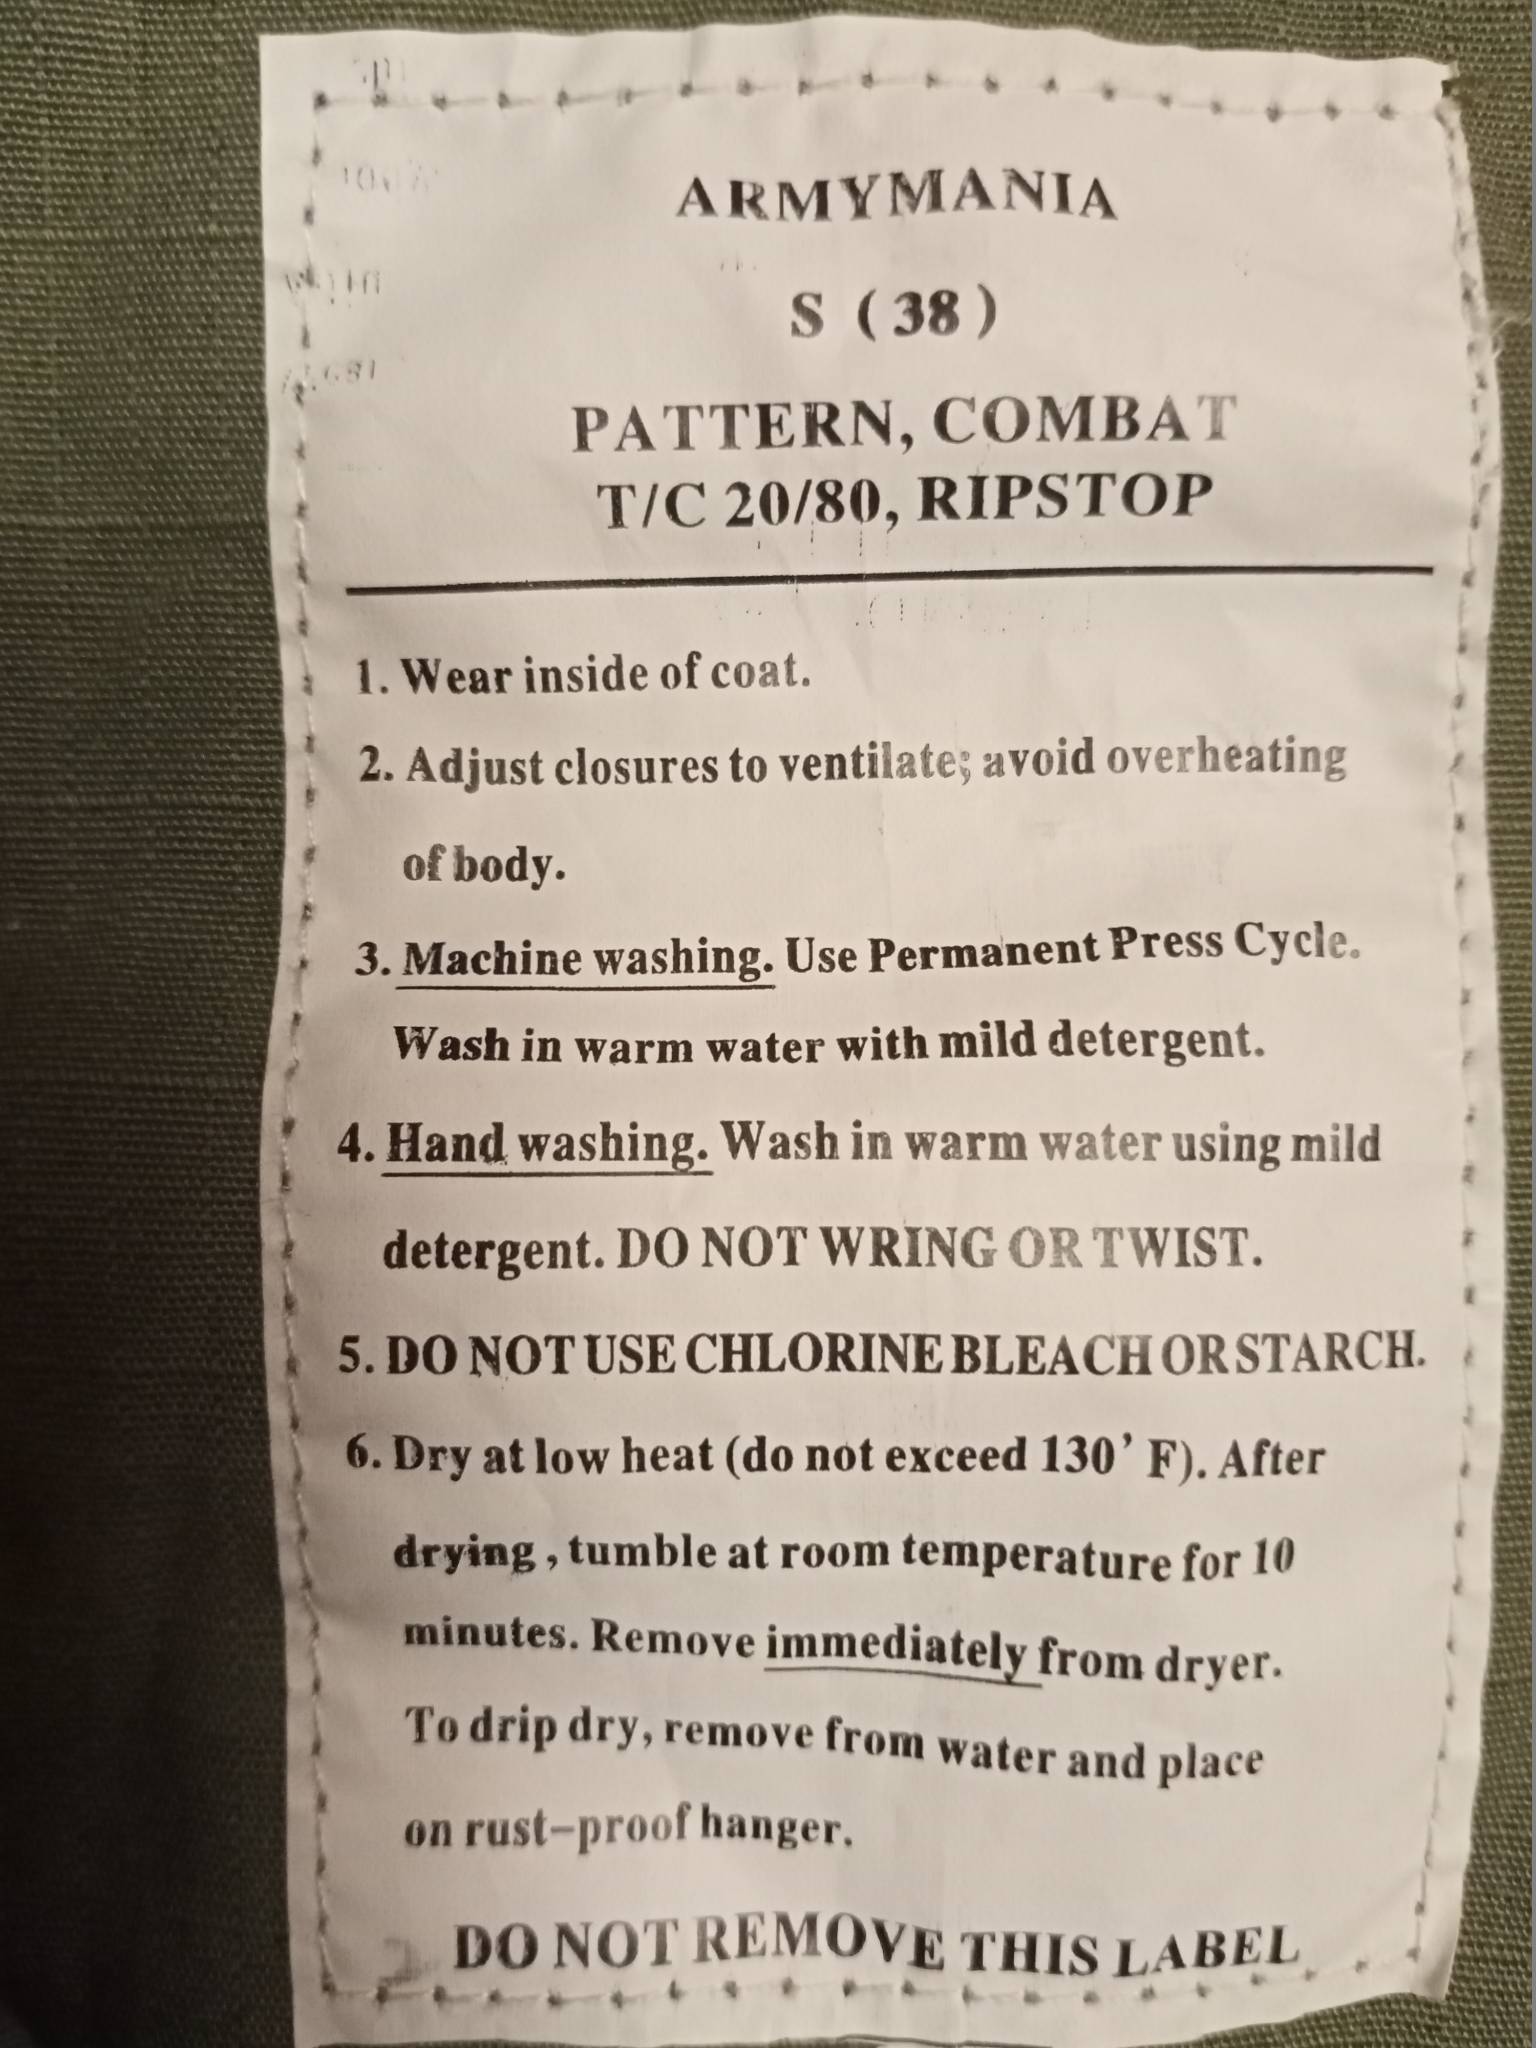 ARMYMANIA
S ( 38 )
PATTERN, COMBAT
T/C 20/80, RIPSTOP
1. Wear inside of coat.
2. Adjust closures to ventilate; avoid overheating
of body.
3. Machine washing. Use Permanent Press Cycle.
Wash in warm water with mild detergent.
4. Hand washing. Wash in warm water using mild
detergent. DO NOT WRING OR TWIST.
5. DO NOT USE CHLORINE BLEACH OR STARCH.
6. Dry at low heat (do not exceed 130’ F). After
drying , tumble at room temperature for 10
minutes. Remove immediately from dryer.
To drip dry, remove from water and place
on rust-proof hanger.
DO NOT REMOVE THIS LABEL